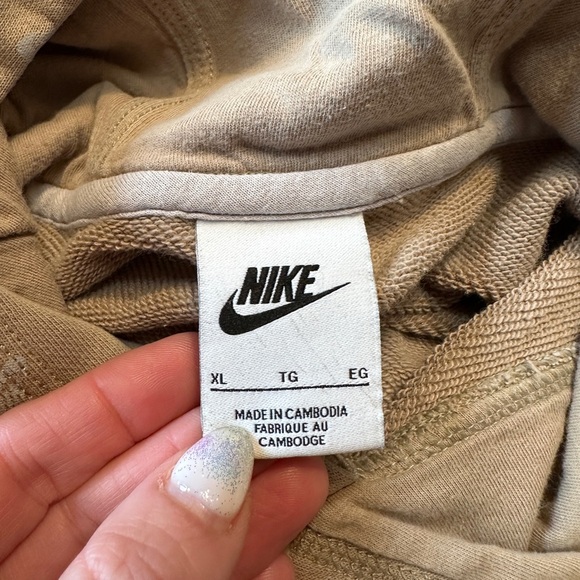 NIKE
XL TG EG
MADE IN CAMBODIA
FABRIQUE AU
CAMBODGE